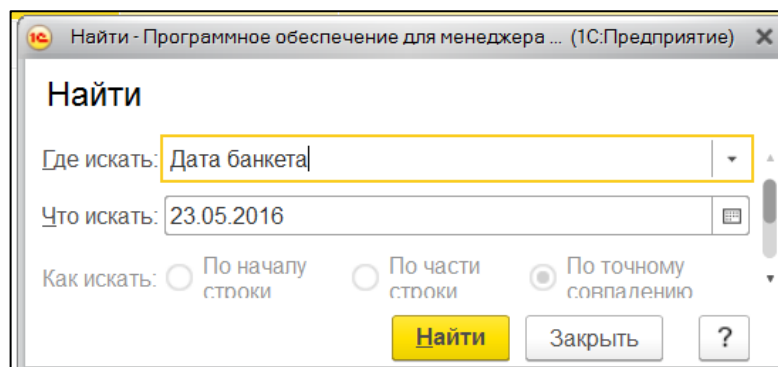 1С Найти - Программное обеспечение для менеджера ... (1С:Предприятие)
Найти
Где искать: Дата банкета
Что искать: 23.05.2016
Как искать: По началу строки По части строки По точному совпадению
Найти Закрыть ?